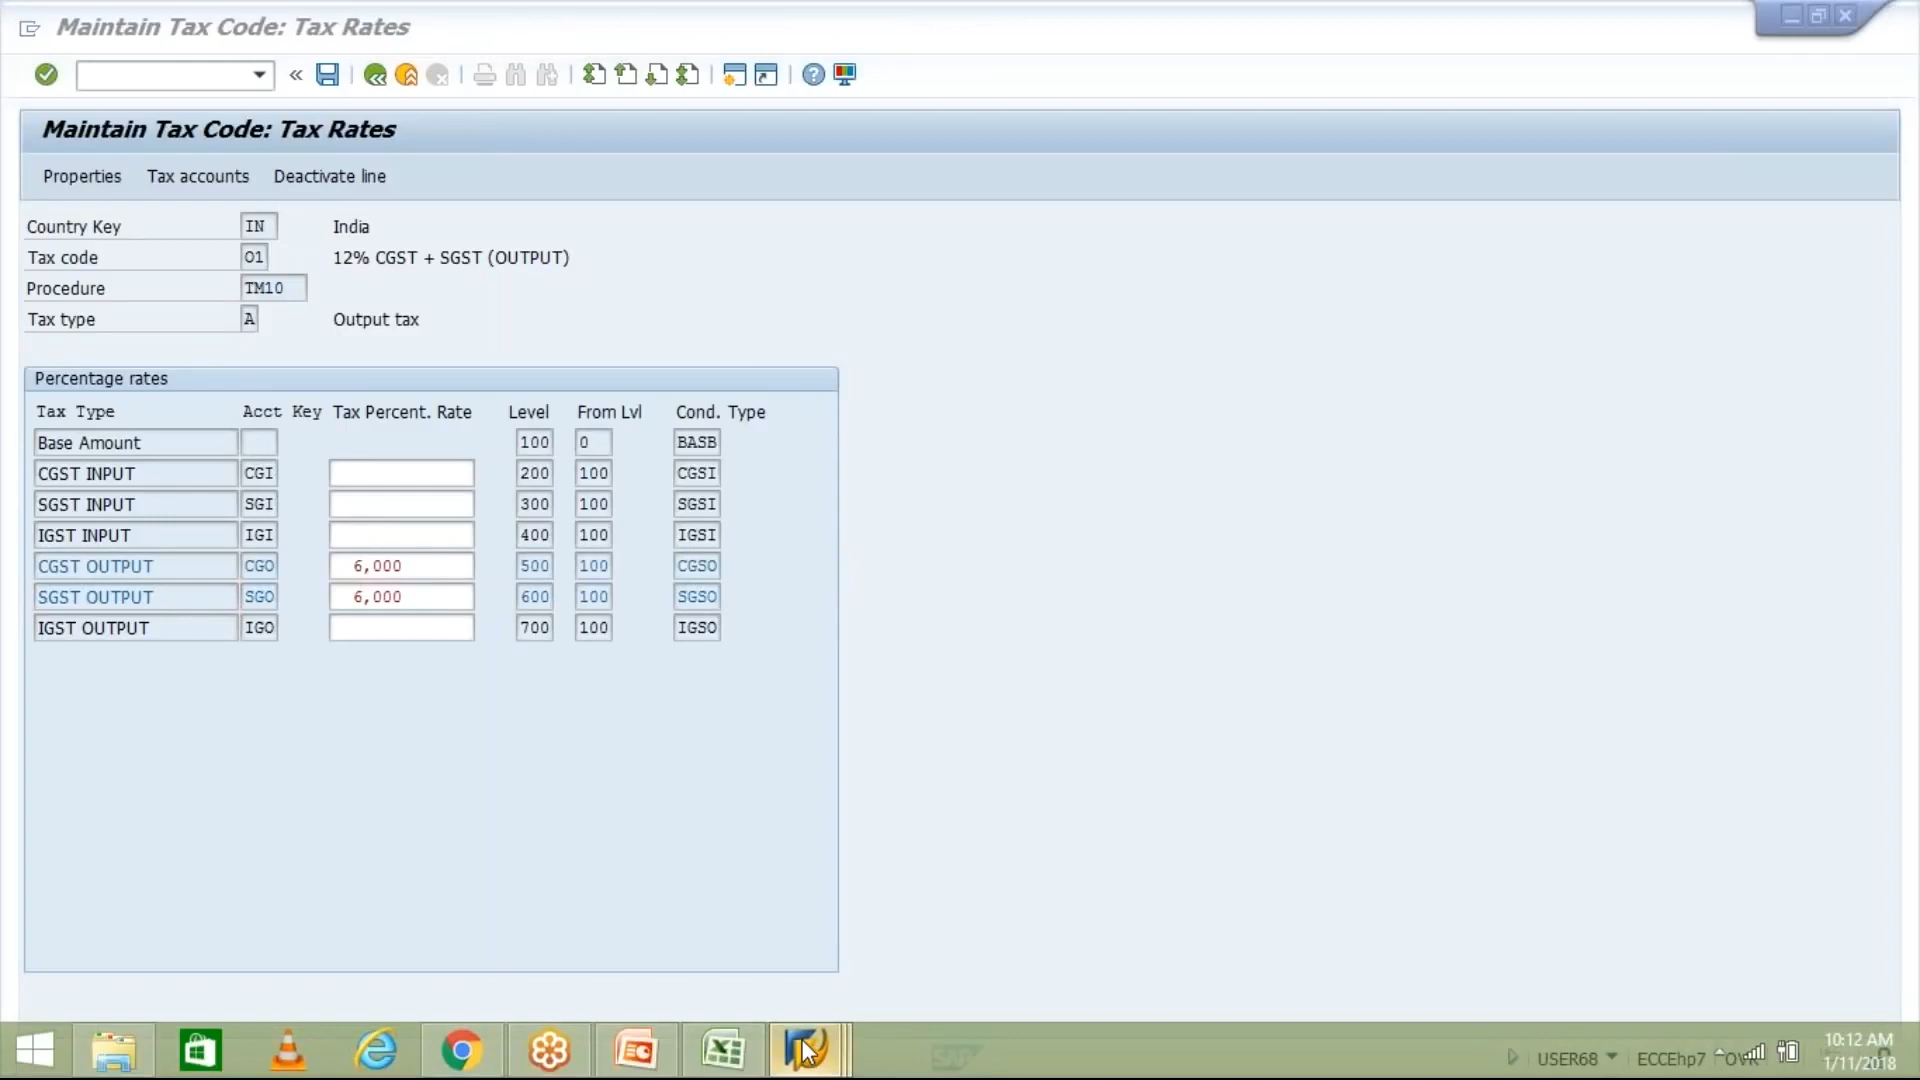 Maintain Tax Code: Tax Rates
Maintain Tax Code: Tax Rates
Properties Tax accounts Deactivate line
Country Key IN India
Tax code O1 12% CGST + SGST (OUTPUT)
Procedure TM10
Tax type A Output tax
Percentage rates
Tax Type Acct Key Tax Percent. Rate Level From Lvl Cond. Type
Base Amount 100 0 BASB
CGST INPUT CGI 200 100 CGSI
SGST INPUT SGI 300 100 SGSI
IGST INPUT IGI 400 100 IGSI
CGST OUTPUT CGO 6,000 500 100 CGSO
SGST OUTPUT SGO 6,000 600 100 SGSO
IGST OUTPUT IGO 700 100 IGSO
SAP USER68 ECCEhp7 OVR 10:12 AM
1/11/2018